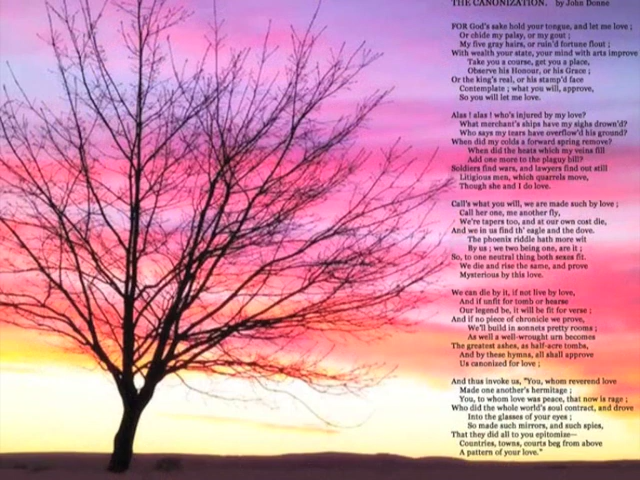 THE CANONIZATION. by John Donne
FOR God's sake hold your tongue, and let me love ;
Or chide my palsy, or my gout ;
My five gray hairs, or ruin'd fortune flout ;
With wealth your state, your mind with arts improve
Take you a course, get you a place,
Observe his Honour, or his Grace ;
Or the king's real, or his stamp'd face
Contemplate ; what you will, approve,
So you will let me love.
Alas ! alas ! who's injured by my love?
What merchant's ships have my sighs drown'd?
Who says my tears have overflow'd his ground?
When did my colds a forward spring remove?
When did the heats which my veins fill
Add one more to the plaguy bill?
Soldiers find wars, and lawyers find out still
Litigious men, which quarrels move,
Though she and I do love.
Call's what you will, we are made such by love ;
Call her one, me another fly,
We're tapers too, and at our own cost die,
And we in us find th' eagle and the dove.
The phoenix riddle hath more wit
By us ; we two being one, are it ;
So, to one neutral thing both sexes fit.
We die and rise the same, and prove
Mysterious by this love.
We can die by it, if not live by love,
And if unfit for tomb or hearse
Our legend be, it will be fit for verse ;
And if no piece of chronicle we prove,
We'll build in sonnets pretty rooms ;
As well a well-wrought urn becomes
The greatest ashes, as half-acre tombs,
And by these hymns, all shall approve
Us canonized for love ;
And thus invoke us, "You, whom reverend love
Made one another's hermitage ;
You, to whom love was peace, that now is rage ;
Who did the whole world's soul contract, and drove
Into the glasses of your eyes ;
So made such mirrors, and such spies,
That they did all to you epitomize—
Countries, towns, courts beg from above
A pattern of your love."